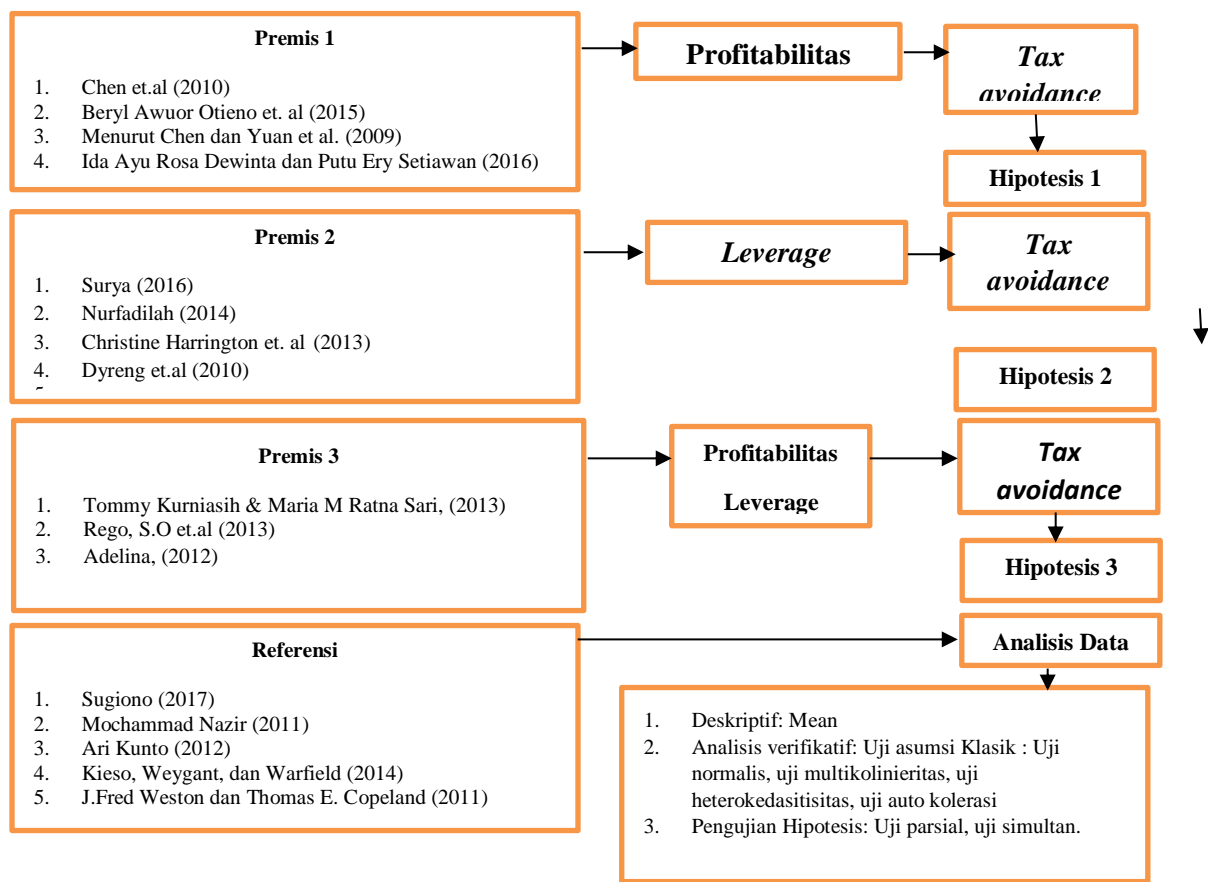 Premis 1
1. Chen et.al (2010)
2. Beryl Awuor Otieno et. al (2015)
3. Menurut Chen dan Yuan et al. (2009)
4. Ida Ayu Rosa Dewinta dan Putu Ery Setiawan (2016)
Profitabilitas
Tax
avoidance
Hipotesis 1
Premis 2
1. Surya (2016)
2. Nurfadilah (2014)
3. Christine Harrington et. al (2013)
4. Dyreng et.al (2010)
Leverage
Tax
avoidance
Hipotesis 2
Premis 3
1. Tommy Kurniasih & Maria M Ratna Sari, (2013)
2. Rego, S.O et.al (2013)
3. Adelina, (2012)
Profitabilitas
Leverage
Tax
avoidance
Hipotesis 3
Referensi
1. Sugiono (2017)
2. Mochammad Nazir (2011)
3. Ari Kunto (2012)
4. Kieso, Weygant, dan Warfield (2014)
5. J.Fred Weston dan Thomas E. Copeland (2011)
Analisis Data
1. Deskriptif: Mean
2. Analisis verifikatif: Uji asumsi Klasik : Uji
normalis, uji multikolinieritas, uji
heterokedasitisitas, uji auto kolerasi
3. Pengujian Hipotesis: Uji parsial, uji simultan.